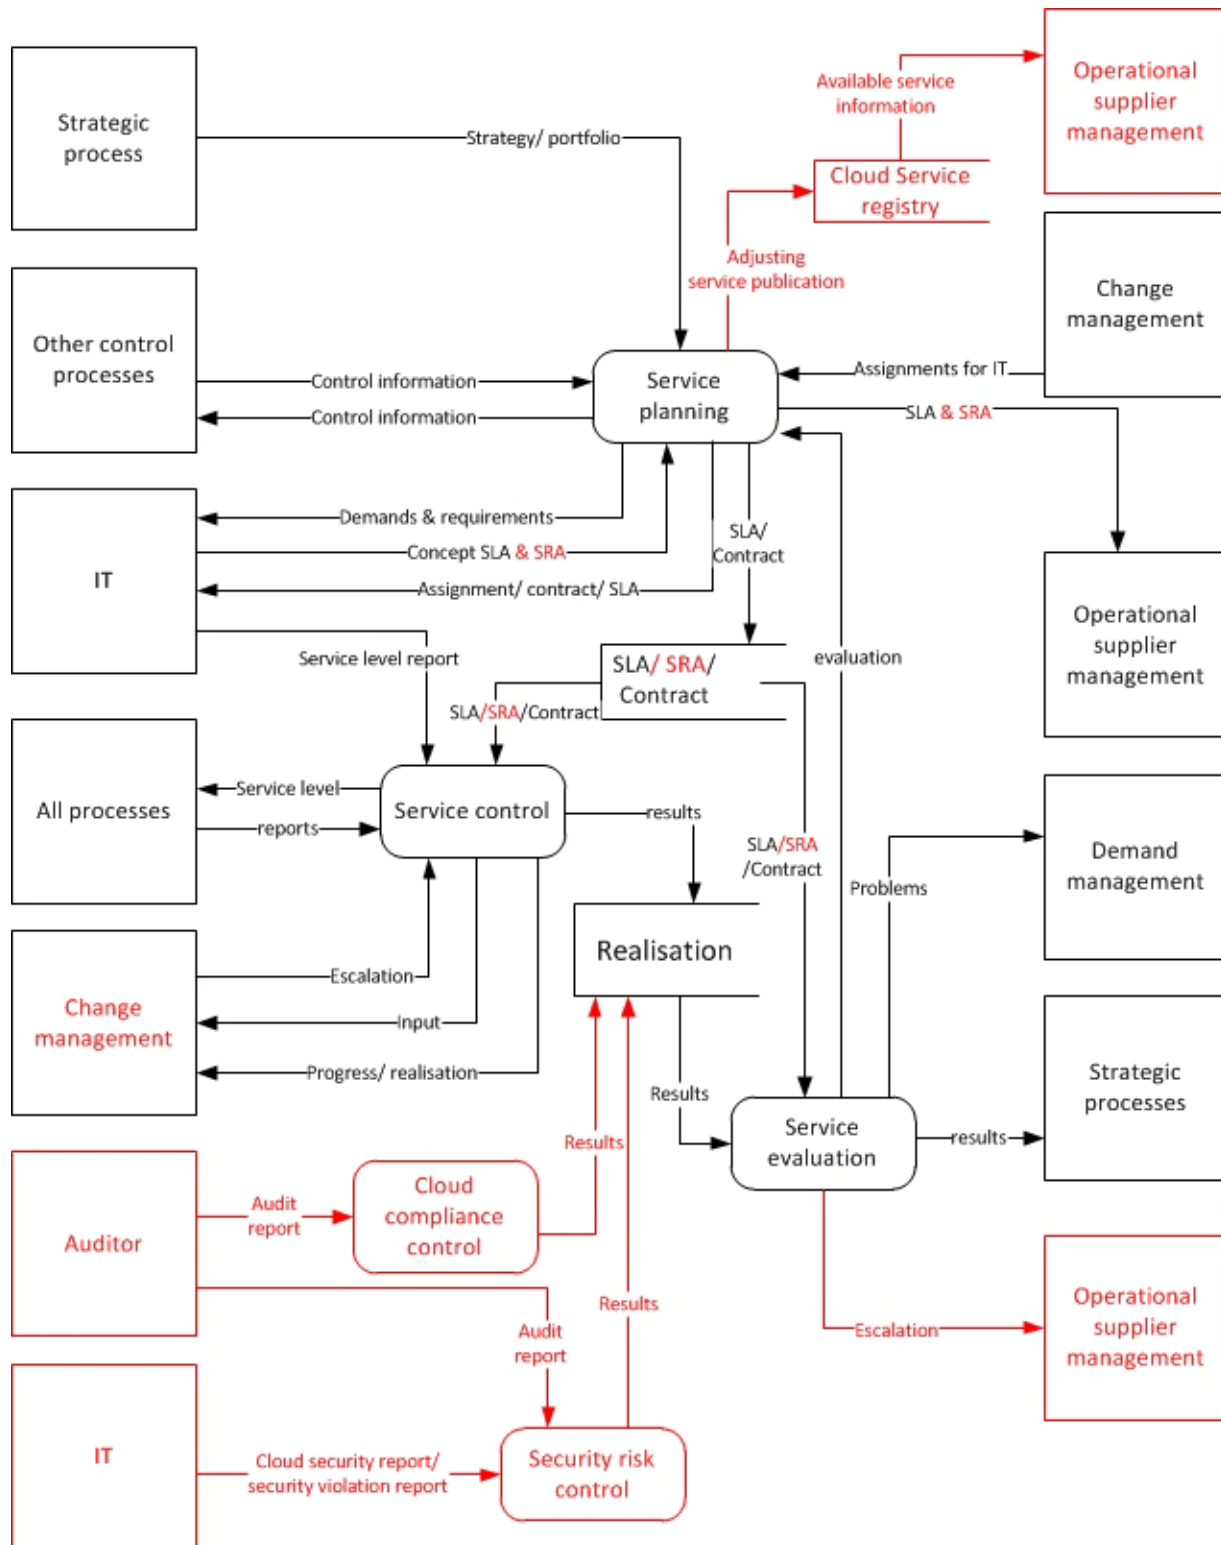 Operational
supplier
management
Available service
information
Strategic
process
Strategy/ portfolio
Cloud Service
registry
Adjusting
service publication
Change
management
Other control
processes
Control information
Control information
Service
planning
Assignments for IT
SLA & SRA
IT
Demands & requirements
Concept SLA & SRA
Assignment/ contract/ SLA
SLA/
Contract
Service level report
SLA/ SRA/
Contract
evaluation
Operational
supplier
management
SLA/SRA/Contract
All processes
Service level
reports
Service control
results
SLA/SRA
/Contract
Problems
Demand
management
Realisation
Change
management
Escalation
Input
Progress/ realisation
Results
Service
evaluation
results
Strategic
processes
Auditor
Audit
report
Cloud
compliance
control
Results
Audit
report
Results
Escalation
Operational
supplier
management
IT
Cloud security report/
security violation report
Security risk
control